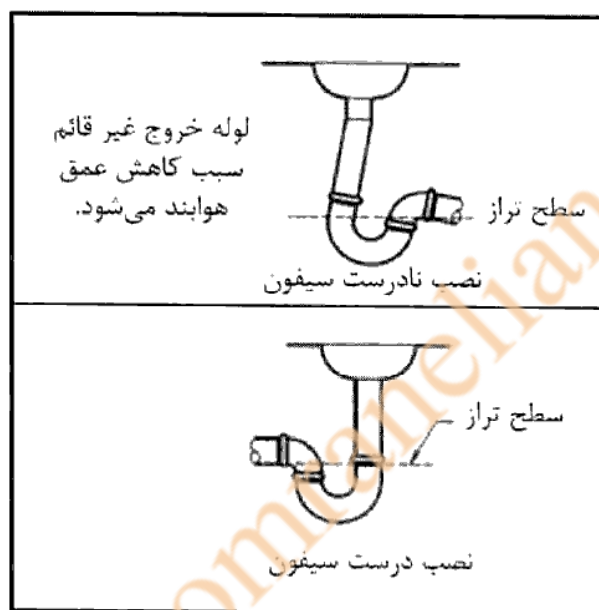 لوله خروج غیر قائم
سبب کاهش عمق
هوابند می‌شود.
سطح تراز
نصب نادرست سیفون
سطح تراز
نصب درست سیفون
omranelian